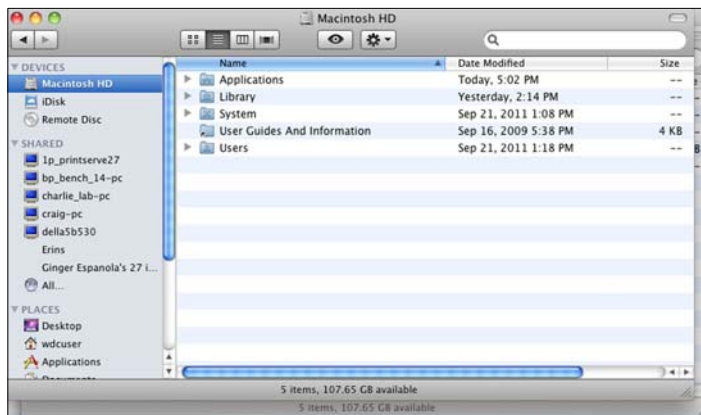 Macintosh HD
Name Date Modified Size
DEVICES
Macintosh HD
iDisk
Remote Disc
SHARED
1p_printserve27
bp_bench_14-pc
charlie_lab-pc
craig-pc
della5b530
Erins
Ginger Espanola's 27 i...
All...
PLACES
Desktop
wdcuser
Applications
Applications Today, 5:02 PM --
Library Yesterday, 2:14 PM --
System Sep 21, 2011 1:08 PM --
User Guides And Information Sep 16, 2009 5:38 PM 4 KB
Users Sep 21, 2011 1:18 PM --
5 items, 107.65 GB available
5 items, 107.65 GB available